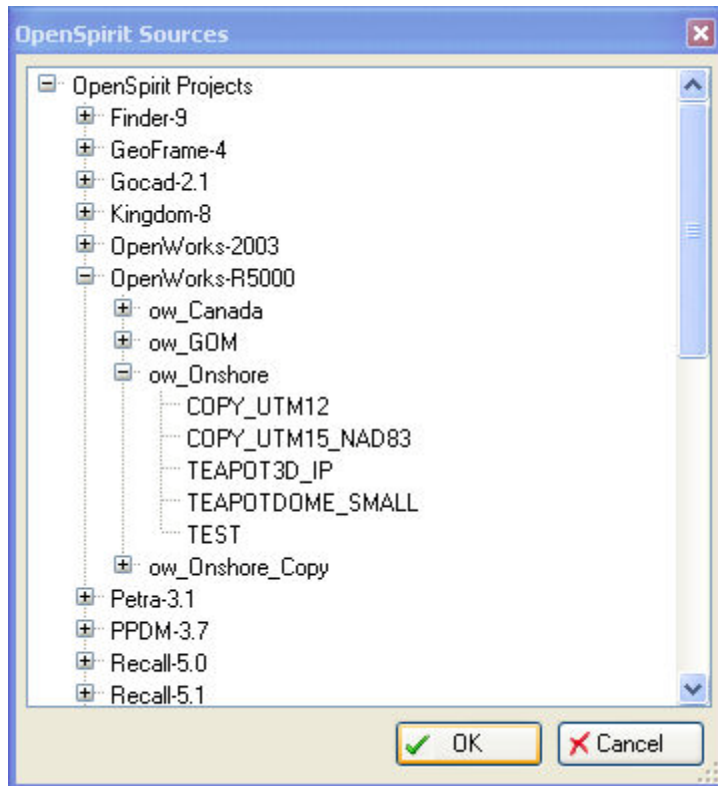 OpenSpirit Sources
OpenSpirit Projects
Finder-9
GeoFrame-4
Gocad-2.1
Kingdom-8
OpenWorks-2003
OpenWorks-R5000
ow_Canada
ow_GOM
ow_Onshore
COPY_UTM12
COPY_UTM15_NAD83
TEAPOT3D_IP
TEAPOTDOME_SMALL
TEST
ow_Onshore_Copy
Petra-3.1
PPDM-3.7
Recall-5.0
Recall-5.1
OK Cancel